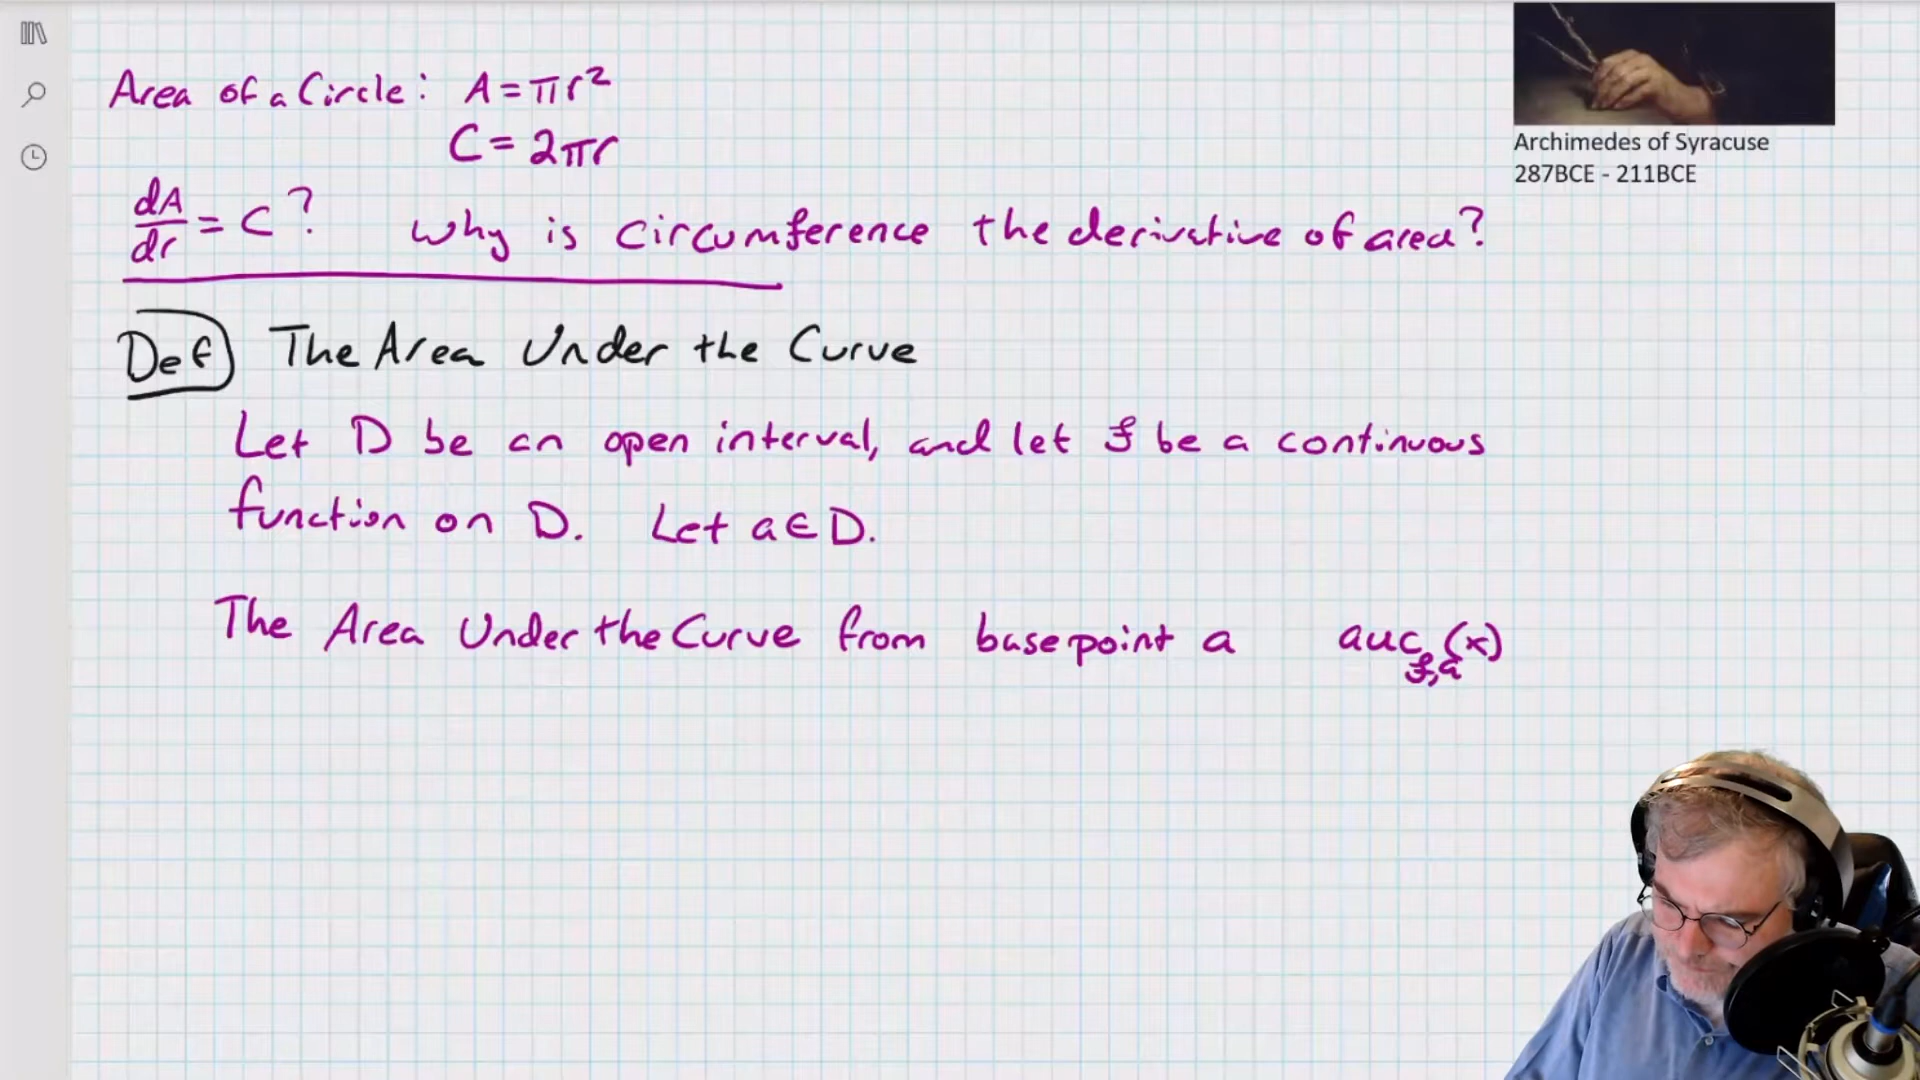 Area of a Circle: A = πr²
C = 2πr
Archimedes of Syracuse
287BCE - 211BCE
dA/dr = C? Why is circumference the derivative of area?
Def The Area Under the Curve
Let D be an open interval, and let f be a continuous
function on D. Let a ∈ D.
The Area Under the Curve from basepoint a auc_f,a(x)